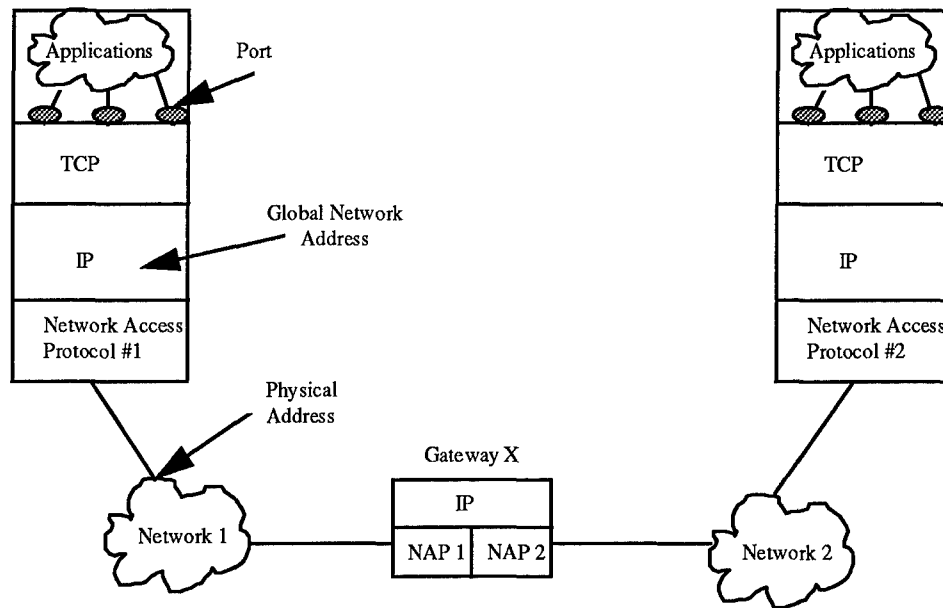 Applications
Port
TCP
Global Network
Address
IP
Network Access
Protocol #1
Physical
Address
Network 1
Gateway X
IP
NAP 1
NAP 2
Applications
TCP
IP
Network Access
Protocol #2
Network 2